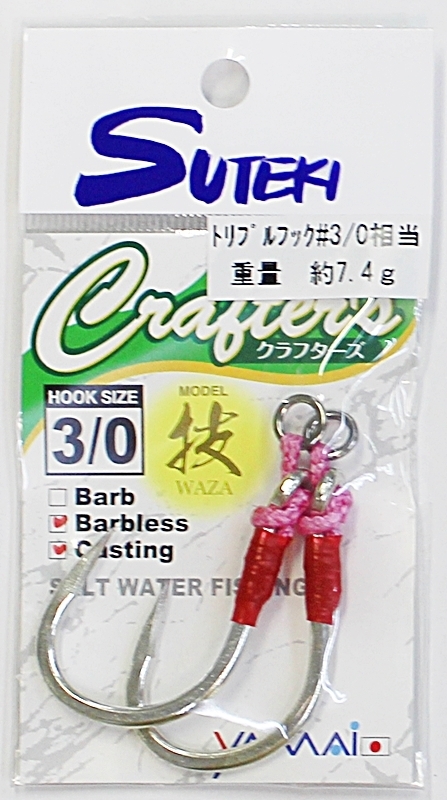 SUTEKI
トリプルフック#3/0相当
重量 約7.4g
Crafter's
クラフターズ
HOOK SIZE
3/0
MODEL
技
WAZA
Barb
Barbless
Casting
SALT WATER FISHING
YAMAI